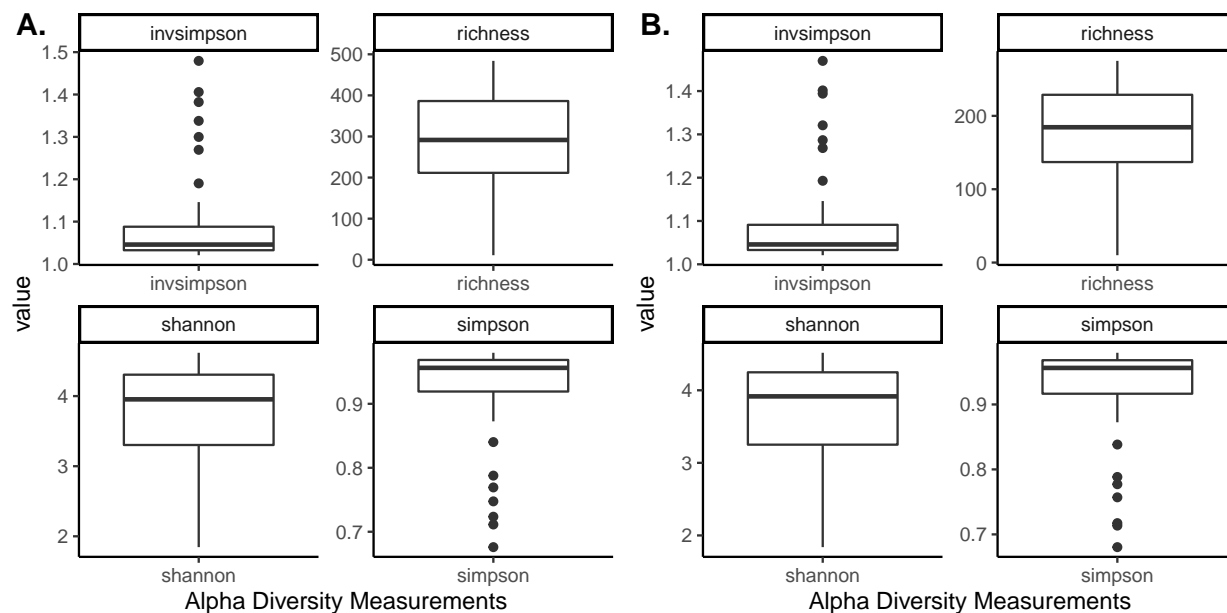 A.
B.
invsimpson
richness
invsimpson
richness
1.5
1.4
1.3
1.2
1.1
1.0
500
400
300
200
100
0
1.4
1.3
1.2
1.1
1.0
200
100
0
invsimpson
richness
invsimpson
richness
value
value
shannon
simpson
shannon
simpson
4
3
2
0.9
0.8
0.7
4
3
2
0.9
0.8
0.7
shannon
simpson
shannon
simpson
Alpha Diversity Measurements
Alpha Diversity Measurements